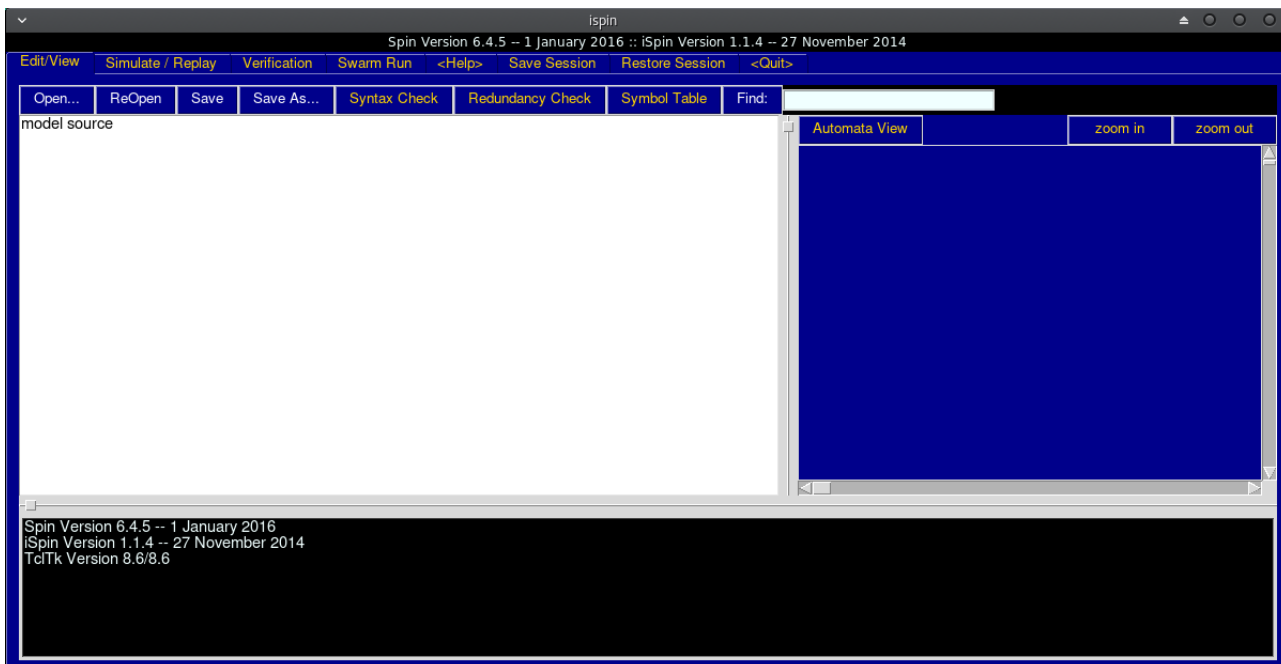 ispin
Spin Version 6.4.5 -- 1 January 2016 :: iSpin Version 1.1.4 -- 27 November 2014
Edit/View Simulate / Replay Verification Swarm Run <Help> Save Session Restore Session <Quit>
Open... ReOpen Save Save As... Syntax Check Redundancy Check Symbol Table Find:
model source
Automata View zoom in zoom out
Spin Version 6.4.5 -- 1 January 2016
iSpin Version 1.1.4 -- 27 November 2014
TclTk Version 8.6/8.6